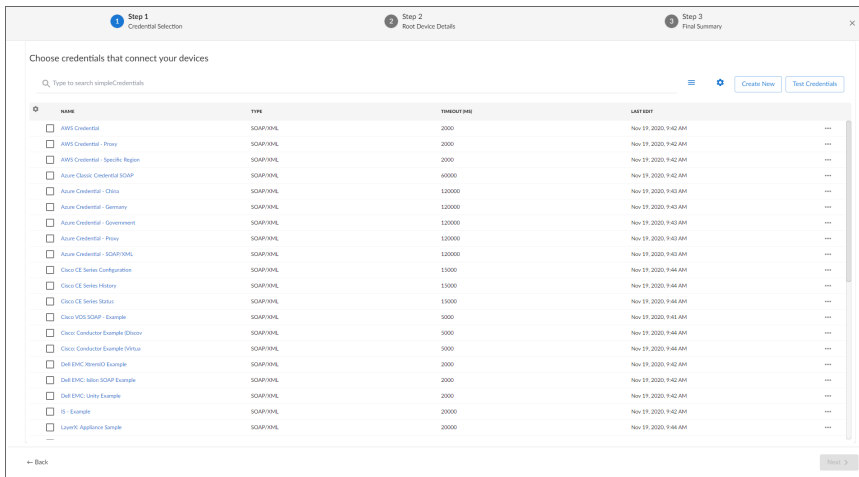 1 Step 1 2 Step 2 3 Step 3
Credential Selection Root Device Details Final Summary
Choose credentials that connect your devices
Type to search simpleCredentials Create New Test Credentials
NAME TYPE TIMEOUT (MS) LAST EDIT
AWS Credential SOAP/XML 2000 Nov 19, 2020, 9:42 AM
AWS Credential - Proxy SOAP/XML 2000 Nov 19, 2020, 9:42 AM
AWS Credential - Specific Region SOAP/XML 2000 Nov 19, 2020, 9:42 AM
Azure Classic Credential SOAP SOAP/XML 60000 Nov 19, 2020, 9:42 AM
Azure Credential - China SOAP/XML 120000 Nov 19, 2020, 9:43 AM
Azure Credential - Germany SOAP/XML 120000 Nov 19, 2020, 9:43 AM
Azure Credential - Government SOAP/XML 120000 Nov 19, 2020, 9:43 AM
Azure Credential - Proxy SOAP/XML 120000 Nov 19, 2020, 9:43 AM
Azure Credential - SOAP/XML SOAP/XML 120000 Nov 19, 2020, 9:43 AM
Cisco CE Series Configuration SOAP/XML 15000 Nov 19, 2020, 9:44 AM
Cisco CE Series History SOAP/XML 15000 Nov 19, 2020, 9:44 AM
Cisco CE Series Status SOAP/XML 15000 Nov 19, 2020, 9:44 AM
Cisco VOS SOAP - Example SOAP/XML 5000 Nov 19, 2020, 9:41 AM
Cisco: Conductor Example (Discov SOAP/XML 5000 Nov 19, 2020, 9:44 AM
Cisco: Conductor Example (Virtua SOAP/XML 5000 Nov 19, 2020, 9:44 AM
Dell EMC XtremIO Example SOAP/XML 2000 Nov 19, 2020, 9:42 AM
Dell EMC: Isilon SOAP Example SOAP/XML 2000 Nov 19, 2020, 9:42 AM
Dell EMC: Unity Example SOAP/XML 2000 Nov 19, 2020, 9:42 AM
IS - Example SOAP/XML 20000 Nov 19, 2020, 9:42 AM
LayerX: Appliance Sample SOAP/XML 20000 Nov 19, 2020, 9:44 AM
← Back Next >